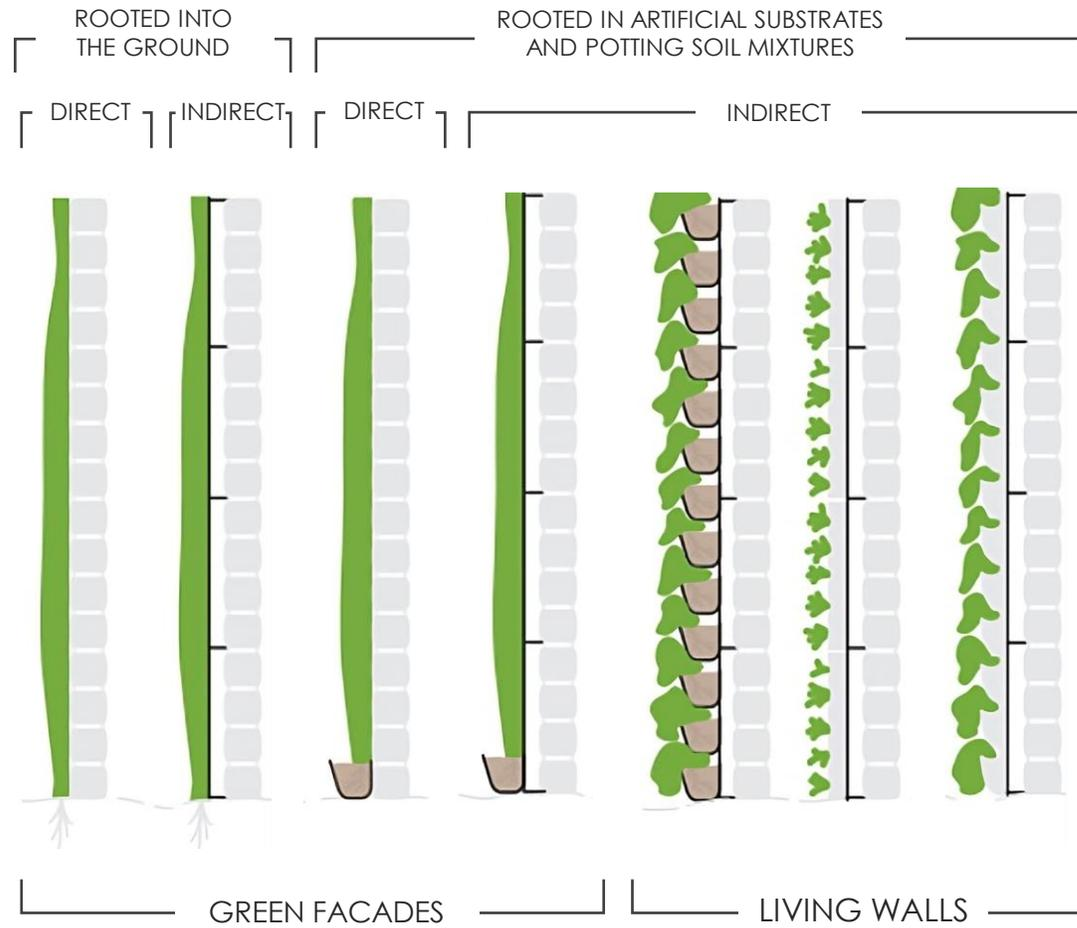 ROOTED INTO
THE GROUND
ROOTED IN ARTIFICIAL SUBSTRATES
AND POTTING SOIL MIXTURES
DIRECT
INDIRECT
DIRECT
INDIRECT
GREEN FACADES
LIVING WALLS